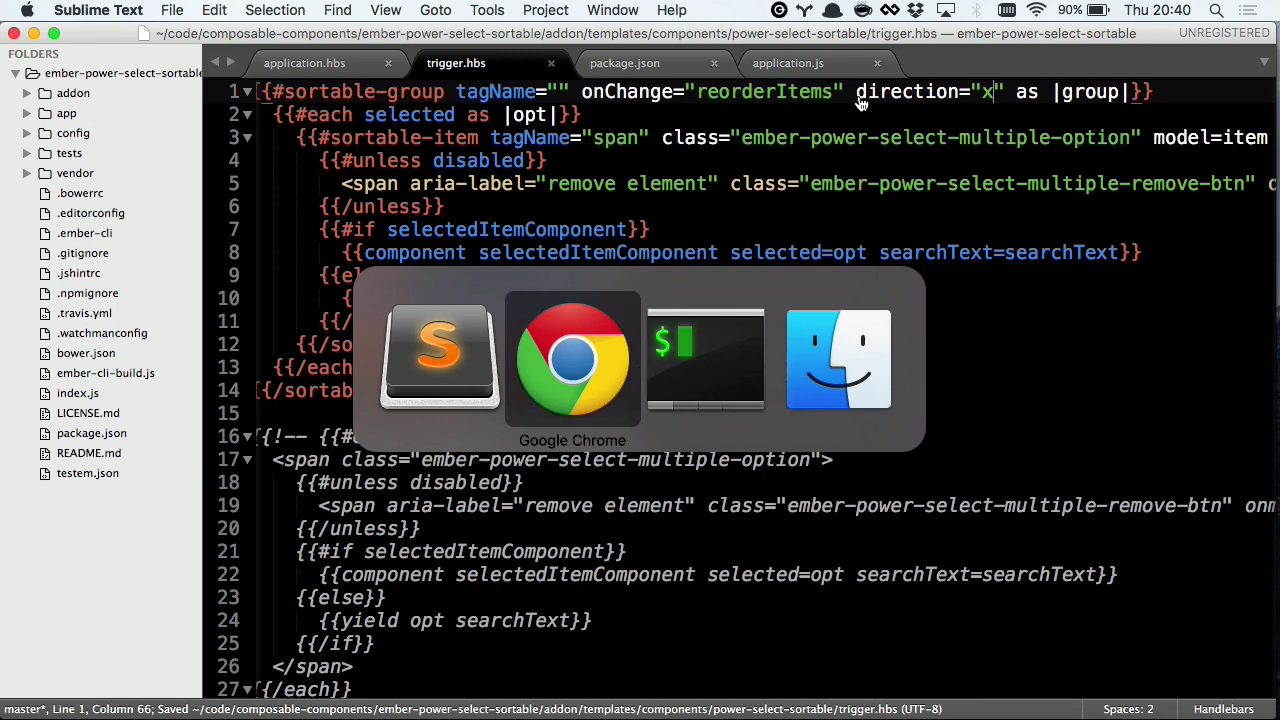 Sublime Text File Edit Selection Find View Goto Tools Project Window Help 90% Thu 20:40
~/code/composable-components/ember-power-select-sortable/addon/templates/components/power-select-sortable/trigger.hbs — ember-power-select-sortable UNREGISTERED
FOLDERS
ember-power-select-sortable
addon
app
config
tests
vendor
.bowerrc
.editorconfig
.ember-cli
.gitignore
.jshintrc
.npmignore
.travis.yml
.watchmanconfig
bower.json
ember-cli-build.js
index.js
LICENSE.md
package.json
README.md
testem.json
application.hbs × trigger.hbs × package.json × application.js ×
1 {{#sortable-group tagName="" onChange="reorderItems" direction="x" as |group|}}
2 {{#each selected as |opt|}}
3 {{#sortable-item tagName="span" class="ember-power-select-multiple-option" model=item
4 {{#unless disabled}}
5 <span aria-label="remove element" class="ember-power-select-multiple-remove-btn"
6 {{/unless}}
7 {{#if selectedItemComponent}}
8 {{component selectedItemComponent selected=opt searchText=searchText}}
9 {{el
10 {
11 {{/
12 {{/so
13 {{/each
14 {{/sortab
15
16 {{!-- {{#e
17 <span class="ember-power-select-multiple-option">
18 {{#unless disabled}}
19 <span aria-label="remove element" class="ember-power-select-multiple-remove-btn" onm
20 {{/unless}}
21 {{#if selectedItemComponent}}
22 {{component selectedItemComponent selected=opt searchText=searchText}}
23 {{else}}
24 {{yield opt searchText}}
25 {{/if}}
26 </span>
27 {{/each}}
S
$
Google Chrome
master*, Line 1, Column 66; Saved ~/code/composable-components/ember-power-select-sortable/addon/templates/components/power-select-sortable/trigger.hbs (UTF-8) Spaces: 2 Handlebars